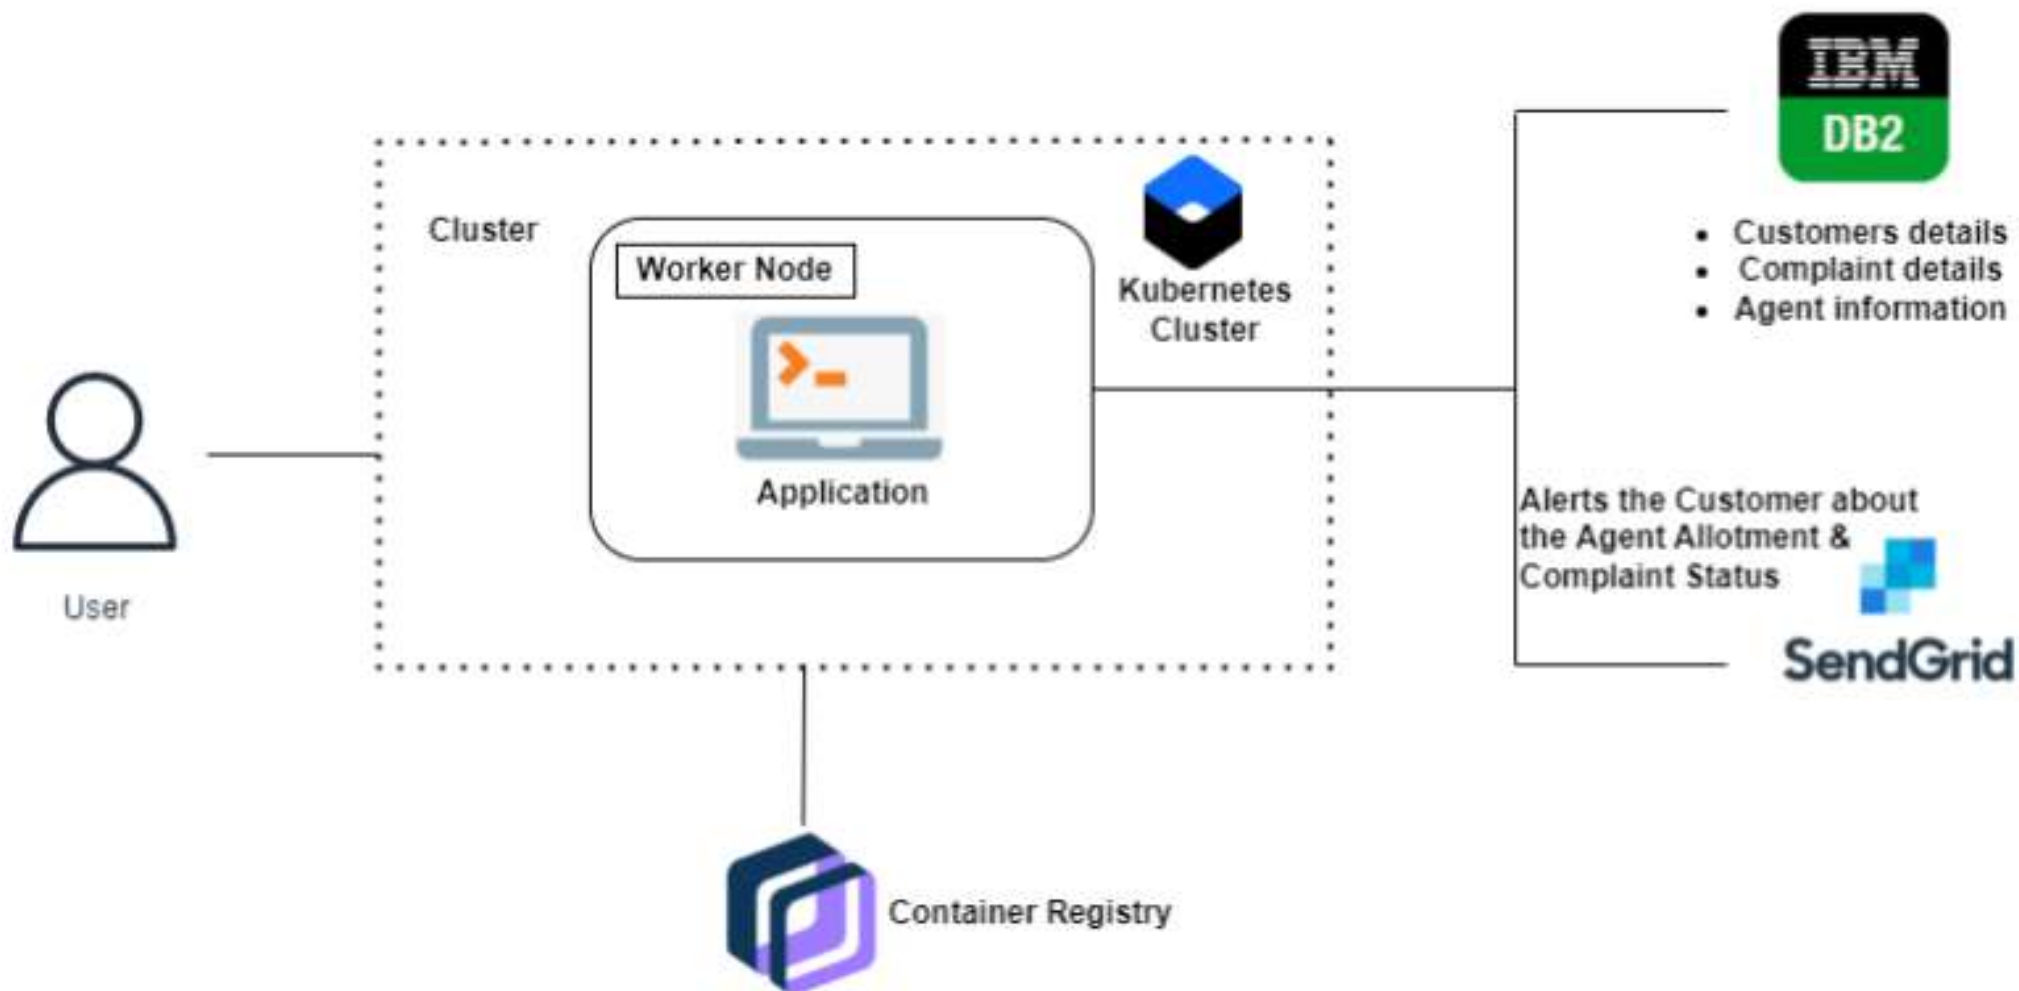 IBM
DB2
Cluster
Worker Node
Kubernetes
Cluster
Application
• Customers details
• Complaint details
• Agent information
Alerts the Customer about
the Agent Allotment &
Complaint Status
SendGrid
User
Container Registry